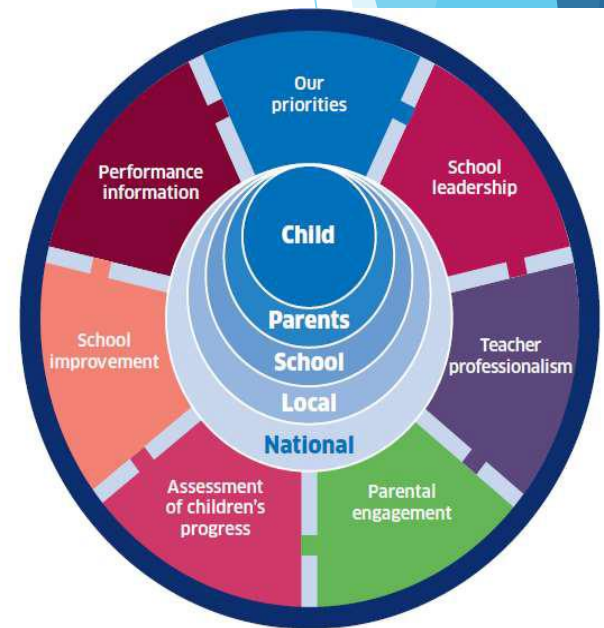 Our
priorities
School
leadership
Teacher
professionalism
Parental
engagement
Assessment
of children's
progress
School
improvement
Performance
information
Child
Parents
School
Local
National